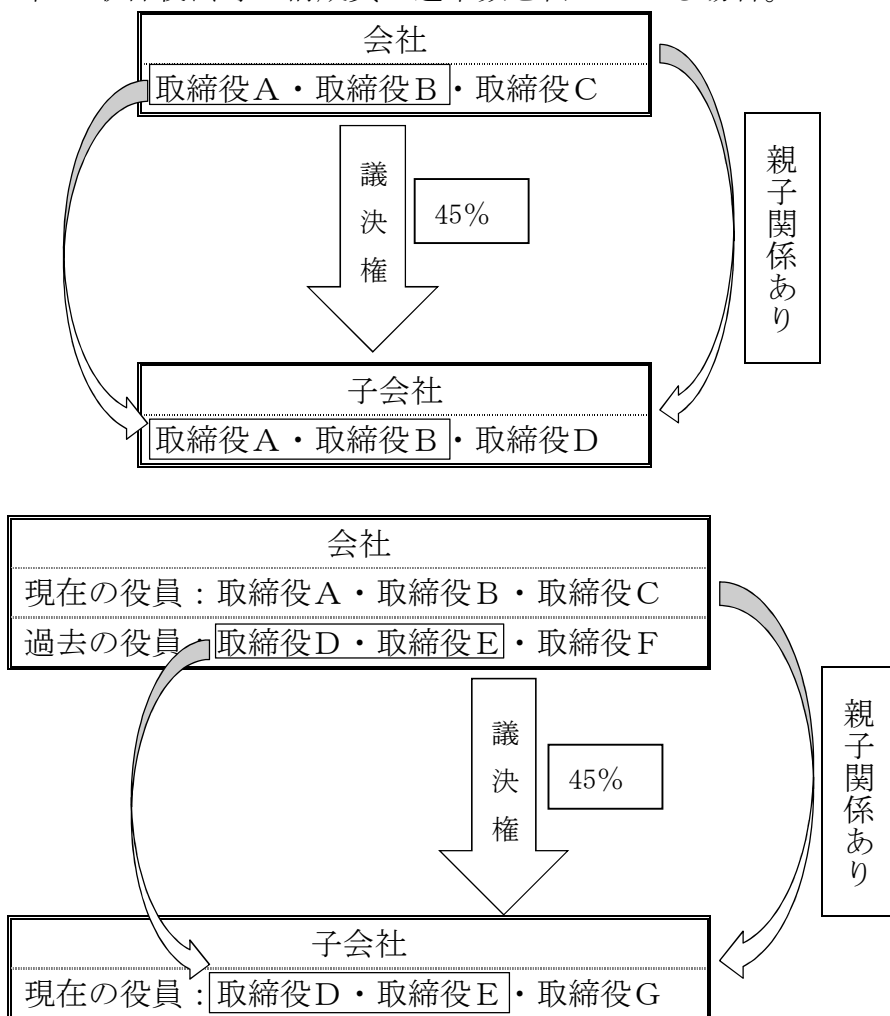 会社
取締役A・取締役B・取締役C
議決権
45%
親子関係あり
子会社
取締役A・取締役B・取締役D
会社
現在の役員：取締役A・取締役B・取締役C
過去の役員：取締役D・取締役E・取締役F
議決権
45%
親子関係あり
子会社
現在の役員：取締役D・取締役E・取締役G